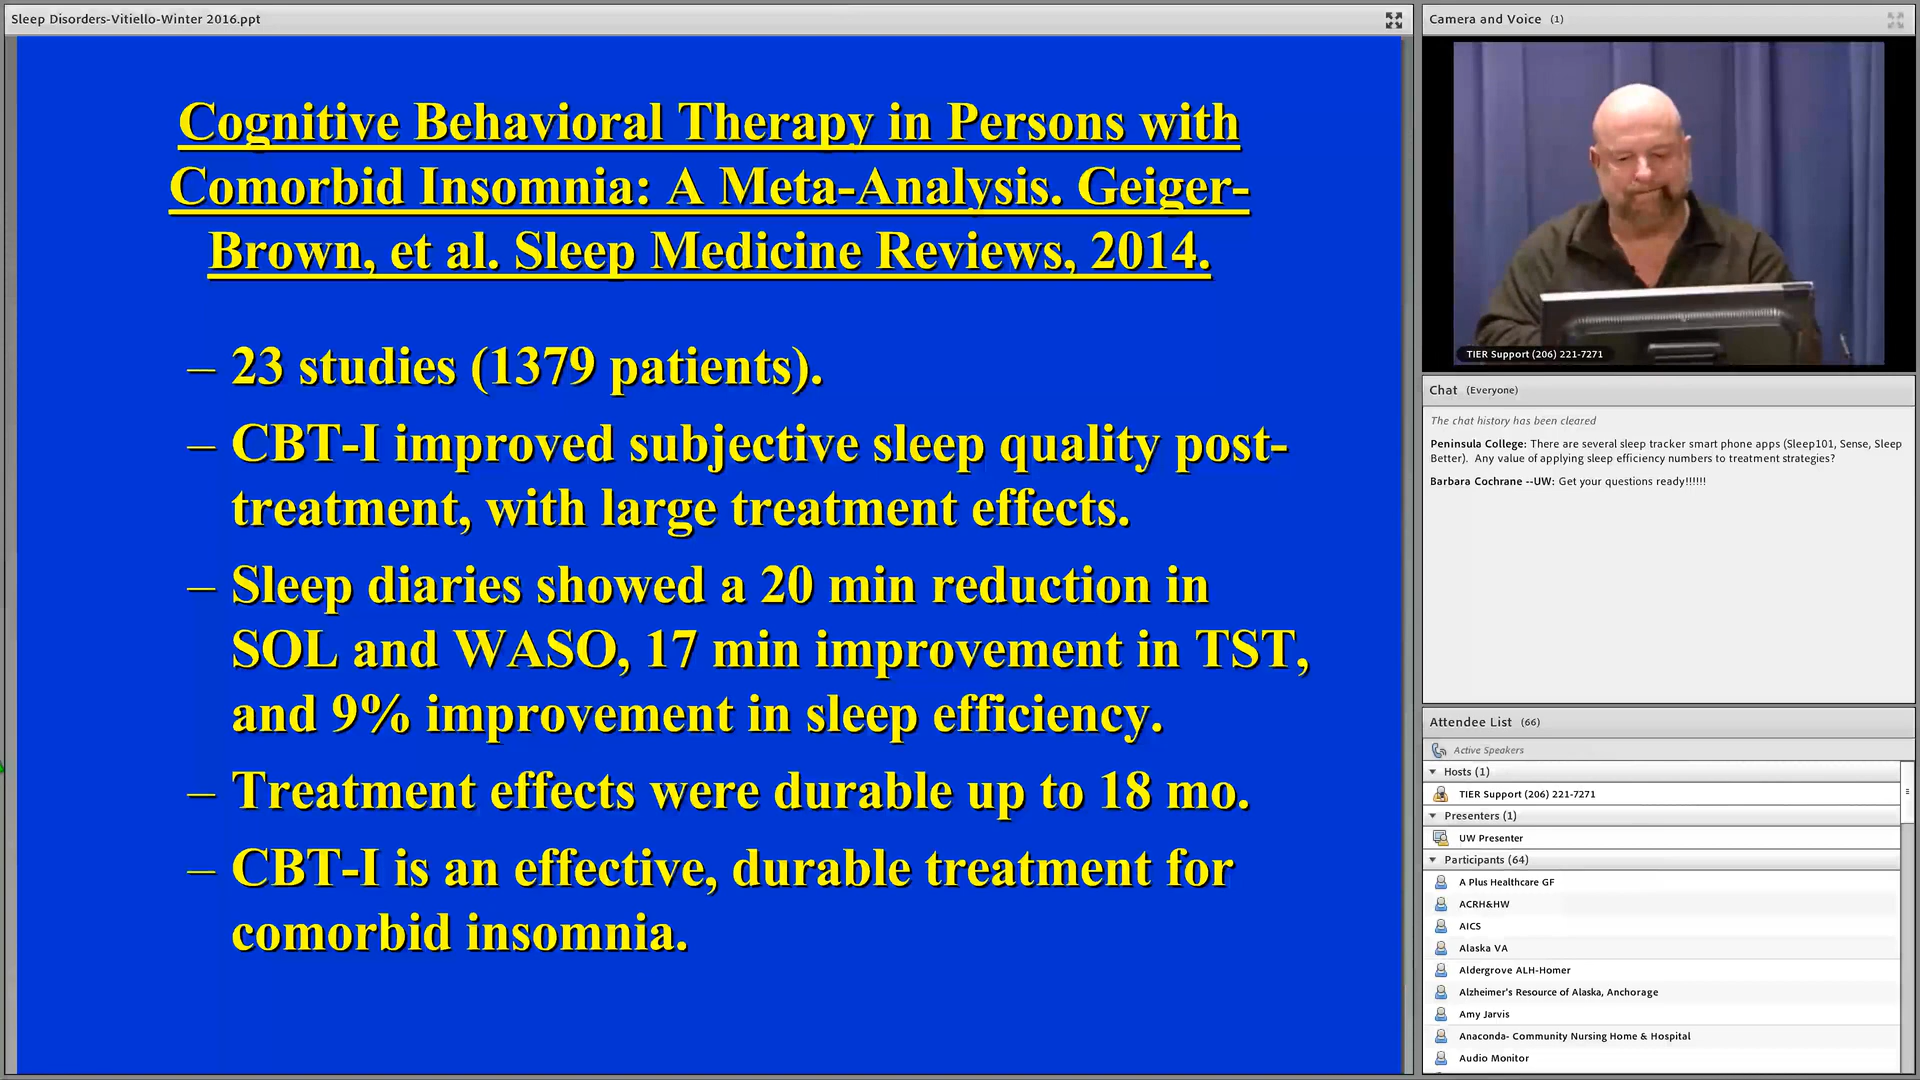 Sleep Disorders-Vitiello-Winter 2016.ppt
Cognitive Behavioral Therapy in Persons with
Comorbid Insomnia: A Meta-Analysis. Geiger-
Brown, et al. Sleep Medicine Reviews, 2014.
– 23 studies (1379 patients).
– CBT-I improved subjective sleep quality post-
treatment, with large treatment effects.
– Sleep diaries showed a 20 min reduction in
SOL and WASO, 17 min improvement in TST,
and 9% improvement in sleep efficiency.
– Treatment effects were durable up to 18 mo.
– CBT-I is an effective, durable treatment for
comorbid insomnia.
Camera and Voice (1)
TIER Support (206) 221-7271
Chat (Everyone)
The chat history has been cleared
Peninsula College: There are several sleep tracker smart phone apps (Sleep101, Sense, Sleep
Better). Any value of applying sleep efficiency numbers to treatment strategies?
Barbara Cochrane --UW: Get your questions ready!!!!!!
Attendee List (66)
Active Speakers
Hosts (1)
TIER Support (206) 221-7271
Presenters (1)
UW Presenter
Participants (64)
A Plus Healthcare GF
ACRH&HW
AICS
Alaska VA
Aldergrove ALH-Homer
Alzheimer's Resource of Alaska, Anchorage
Amy Jarvis
Anaconda- Community Nursing Home & Hospital
Audio Monitor